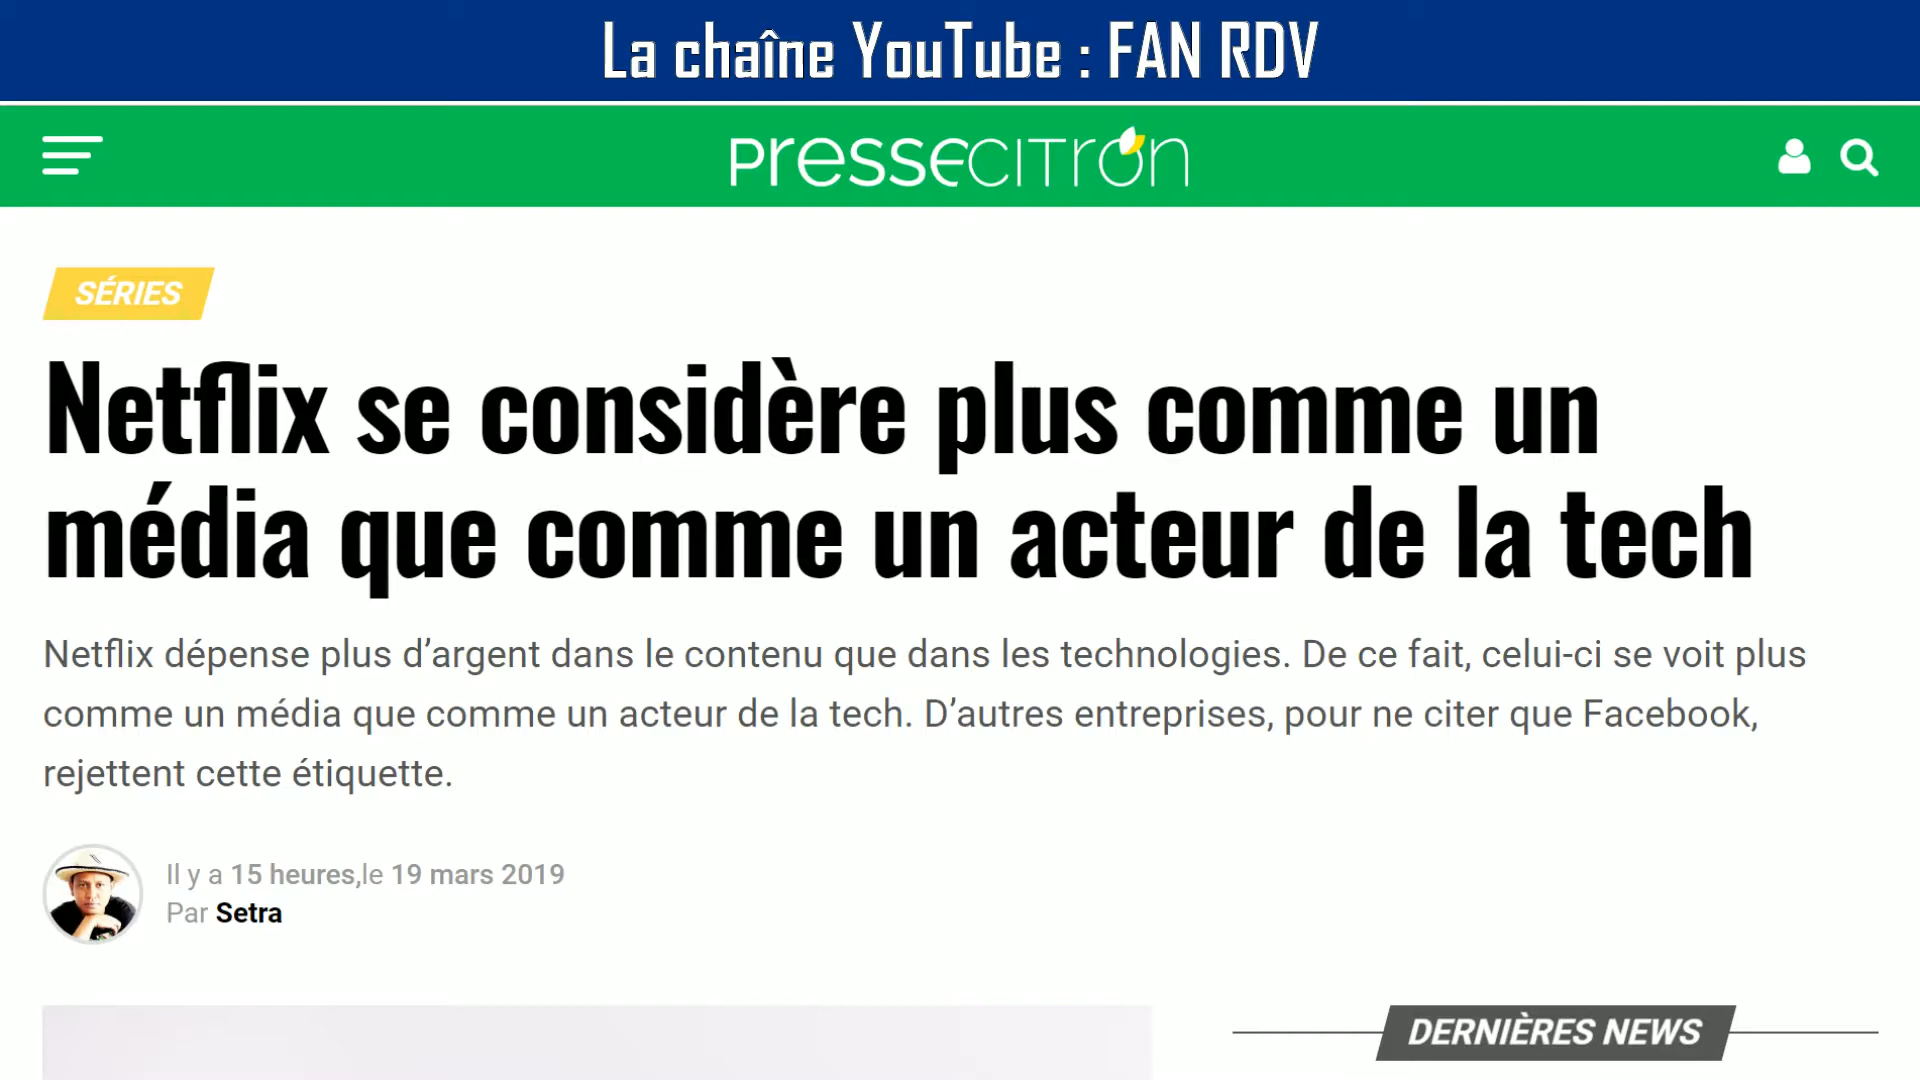 La chaîne YouTube : FAN RDV
PRESSECITRON
SÉRIES
Netflix se considère plus comme un
média que comme un acteur de la tech
Netflix dépense plus d’argent dans le contenu que dans les technologies. De ce fait, celui-ci se voit plus
comme un média que comme un acteur de la tech. D’autres entreprises, pour ne citer que Facebook,
rejettent cette étiquette.
Il y a 15 heures,le 19 mars 2019
Par Setra
DERNIÈRES NEWS